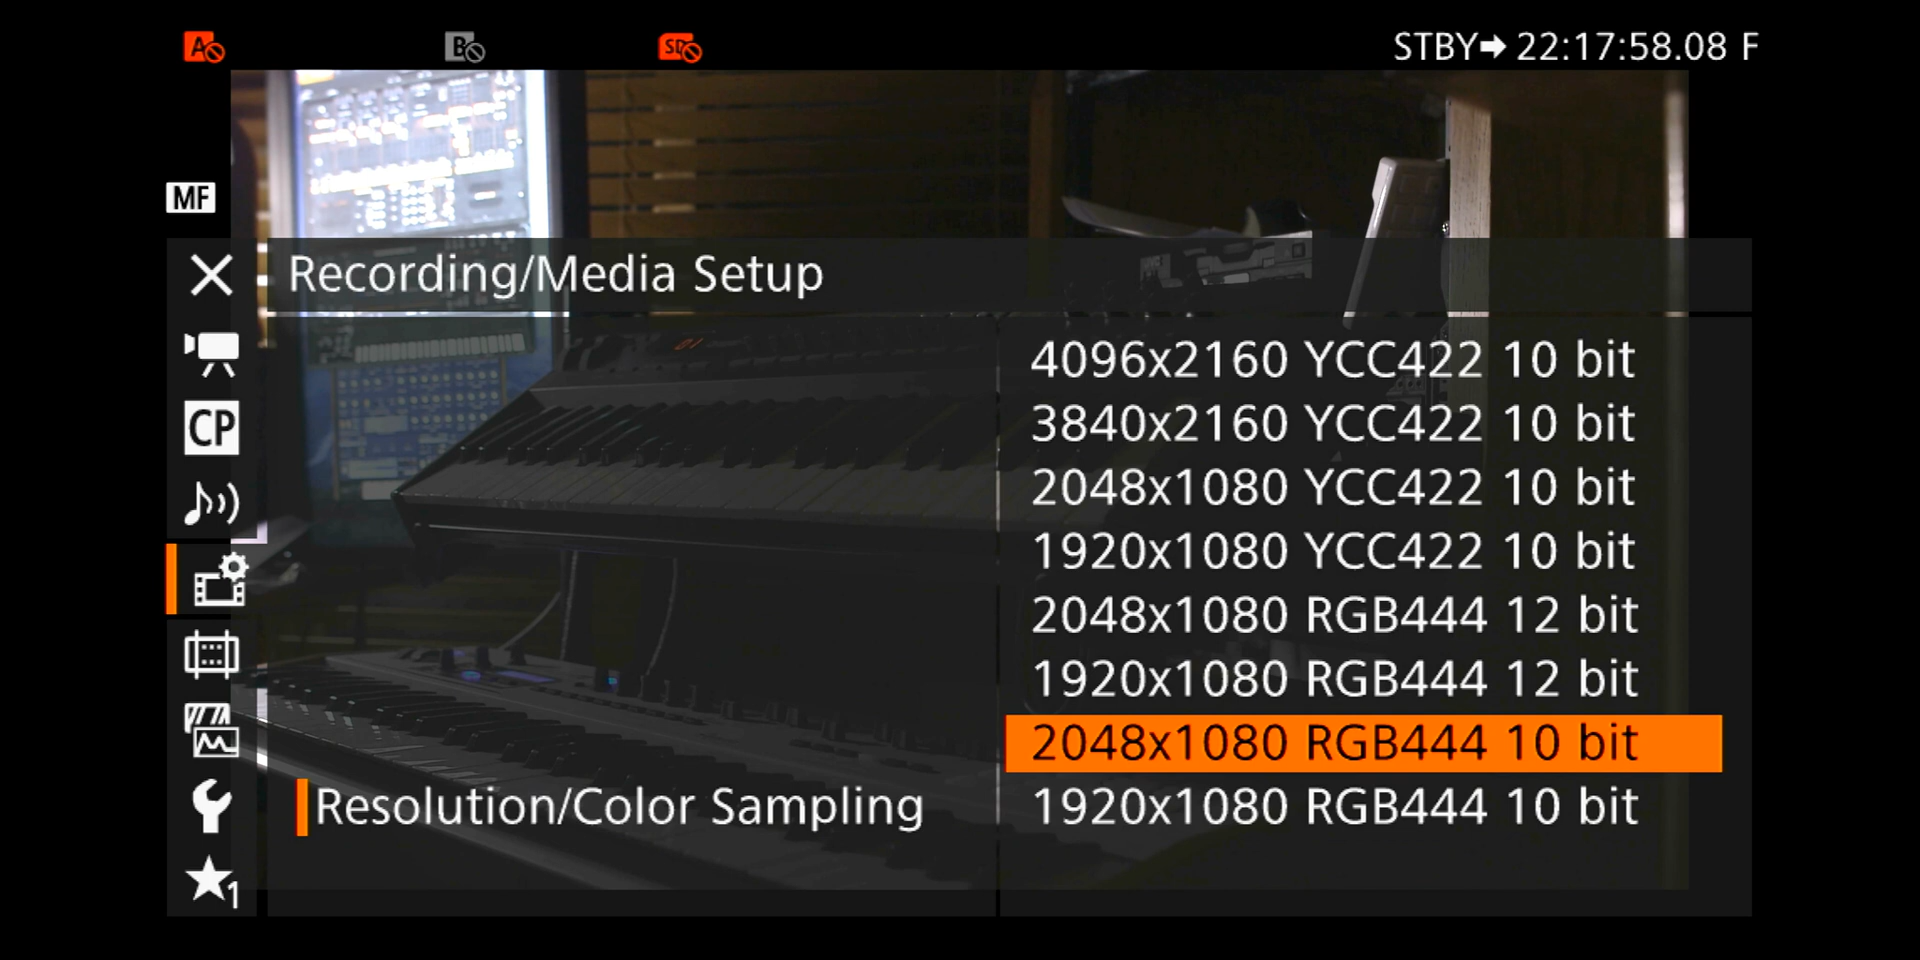 A
B
SD
STBY➡ 22:17:58.08 F
MF
Recording/Media Setup
CP
4096x2160 YCC422 10 bit
3840x2160 YCC422 10 bit
2048x1080 YCC422 10 bit
1920x1080 YCC422 10 bit
2048x1080 RGB444 12 bit
1920x1080 RGB444 12 bit
2048x1080 RGB444 10 bit
Resolution/Color Sampling
1920x1080 RGB444 10 bit
1